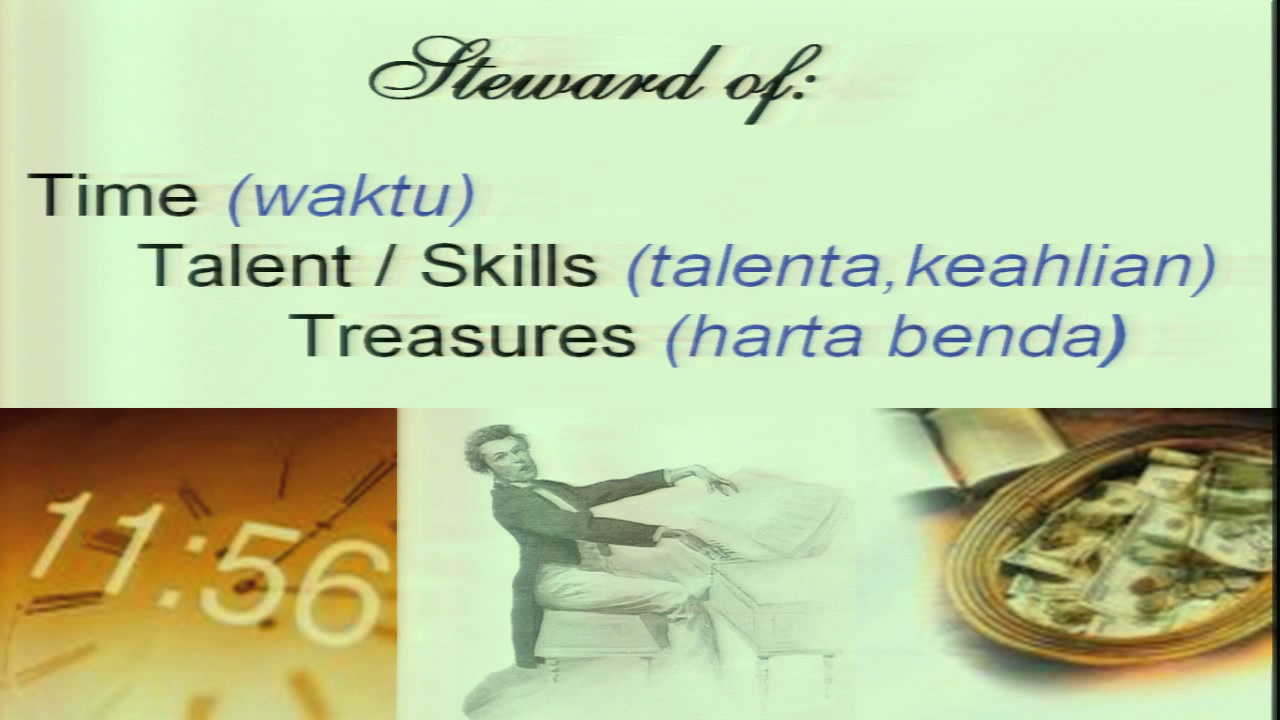 Steward of:
Time (waktu)
Talent / Skills (talenta,keahlian)
Treasures (harta benda)
11:56